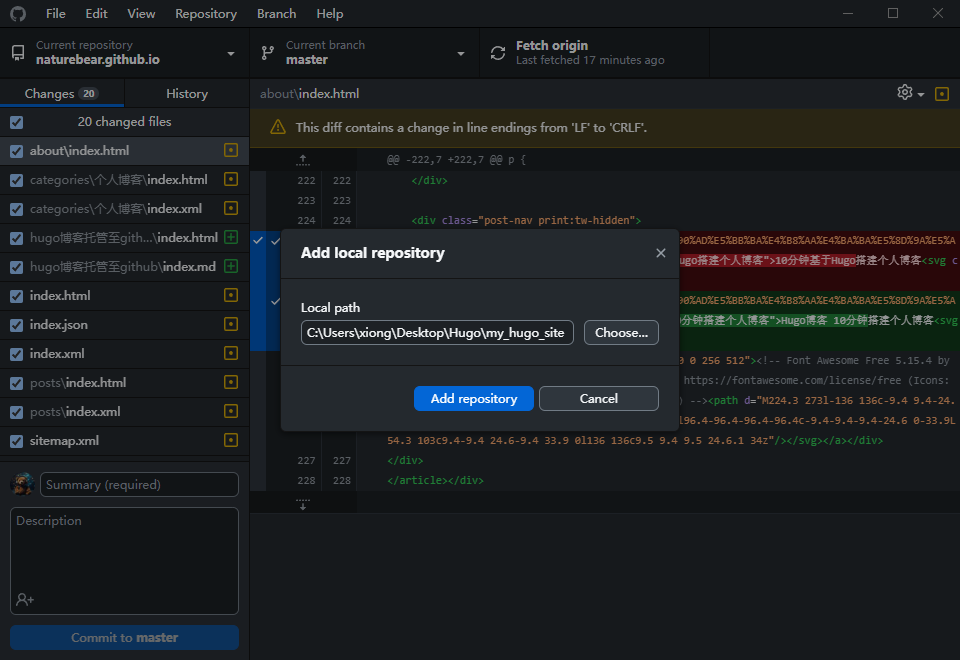 File Edit View Repository Branch Help
Current repository
naturebear.github.io
Current branch
master
Fetch origin
Last fetched 17 minutes ago
Changes 20
History
about\index.html
20 changed files
This diff contains a change in line endings from 'LF' to 'CRLF'.
about\index.html
categories\个人博客\index.html
categories\个人博客\index.xml
hugo博客托管至gith...\index.html
hugo博客托管至github\index.md
index.html
index.json
index.xml
posts\index.html
posts\index.xml
sitemap.xml
@@ -222,7 +222,7 @@ p {
222 222 </div>
223 223
224 224 <div class="post-nav print:tw-hidden">
90%AD%E5%BB%BA%E4%B8%AA%E4%BA%BA%E5%8D%9A%E5%A
ugo搭建个人博客">10分钟基于Hugo搭建个人博客<svg c
90%AD%E5%BB%BA%E4%B8%AA%E4%BA%BA%E5%8D%9A%E5%A
分钟搭建个人博客">Hugo博客 10分钟搭建个人博客<svg
0 0 256 512"><!-- Font Awesome Free 5.15.4 by
https://fontawesome.com/license/free (Icons:
) --><path d="M224.3 273l-136 136c-9.4 9.4-24.
l96.4-96.4-96.4-96.4c-9.4-9.4-9.4-24.6 0-33.9L
54.3 103c9.4-9.4 24.6-9.4 33.9 0l136 136c9.5 9.4 9.5 24.6.1 34z"/></svg></a></div>
227 227 </div>
228 228 </article></div>
Add local repository
Local path
C:\Users\xiong\Desktop\Hugo\my_hugo_site
Choose...
Add repository
Cancel
Summary (required)
Description
Commit to master